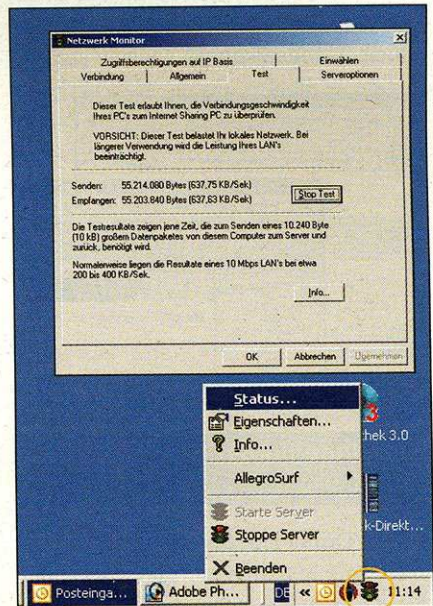 Netzwerk Monitor
Zugriffsberechtigungen auf IP Basis
Einwählen
Verbindung
Allgemein
Test
Serveroptionen
Dieser Test erlaubt Ihnen, die Verbindungsgeschwindigkeit
Ihres PC's zum Internet Sharing PC zu überprüfen.
VORSICHT: Dieser Test belastet Ihr lokales Netzwerk. Bei
längerer Verwendung wird die Leistung Ihres LAN's
beeinträchtigt.
Senden: 55.214.080 Bytes (637,75 KB/Sek)
Stop Test
Empfangen: 55.203.840 Bytes (637,63 KB/Sek)
Die Testresultate zeigen jene Zeit, die zum Senden eines 10.240 Byte
(10 kB) großem Datenpaketes von diesem Computer zum Server und
zurück, benötigt wird.
Normalerweise liegen die Resultate eines 10 Mbps LAN's bei etwa
200 bis 400 KB/Sek.
Info...
OK
Abbrechen
Übernehmen
Status...
Eigenschaften...
Info...
AllegroSurf
Starte Server
Stoppe Server
Beenden
3
thek 3.0
k-Direkt...
Posteinga...
Adobe Ph...
DE
«
11:14